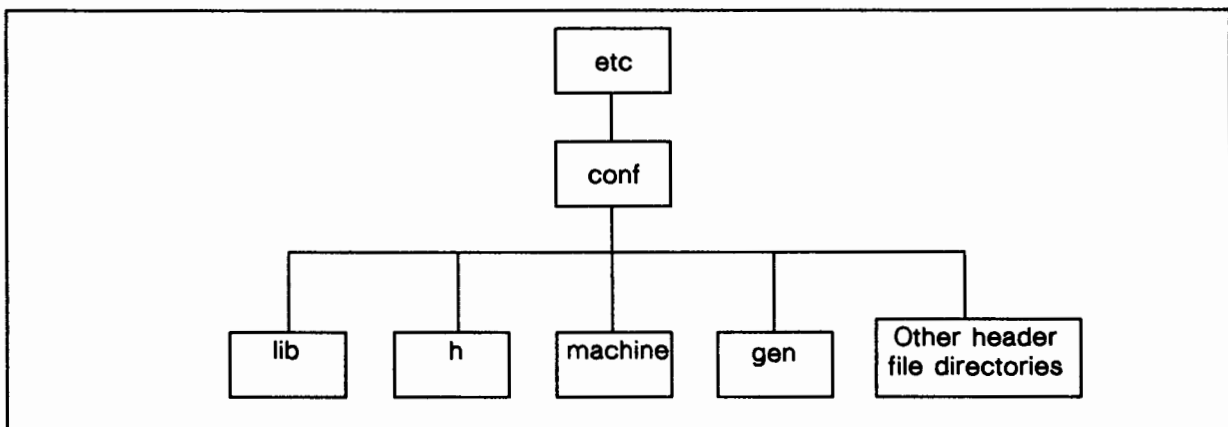 etc
conf
lib
h
machine
gen
Other header
file directories